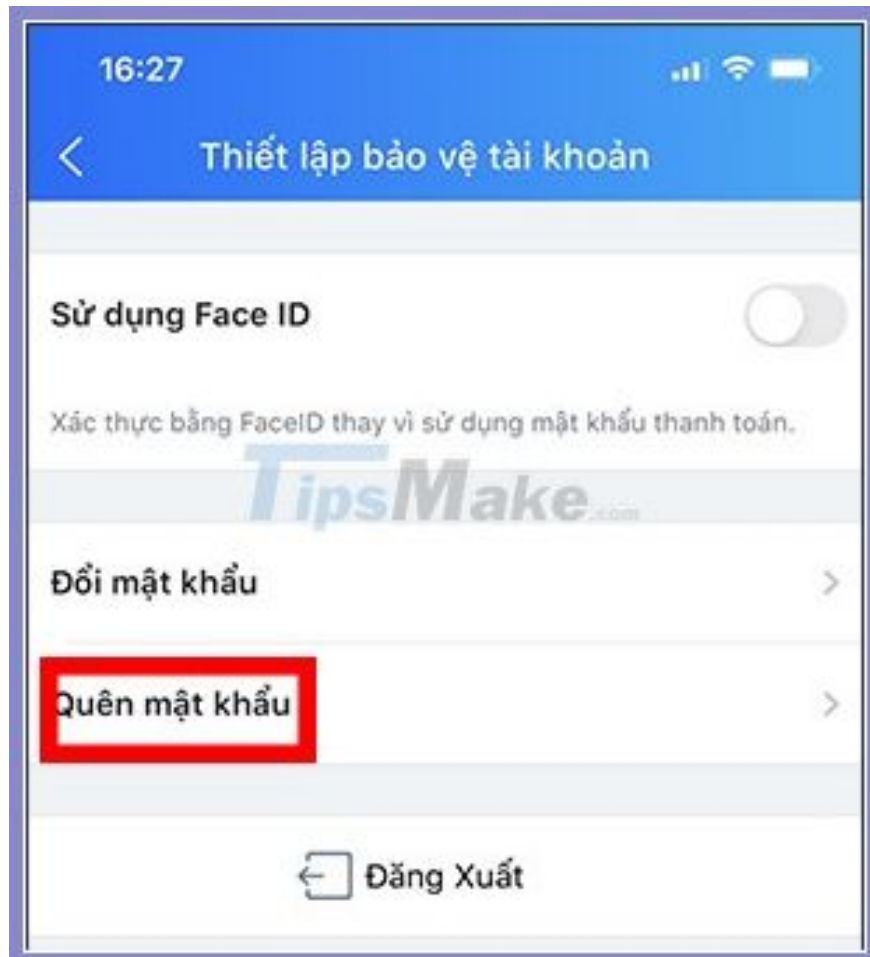 16:27
Thiết lập bảo vệ tài khoản
Sử dụng Face ID
Xác thực bằng FaceID thay vì sử dụng mật khẩu thanh toán.
TipsMake.com
Đổi mật khẩu
Quên mật khẩu
Đăng Xuất